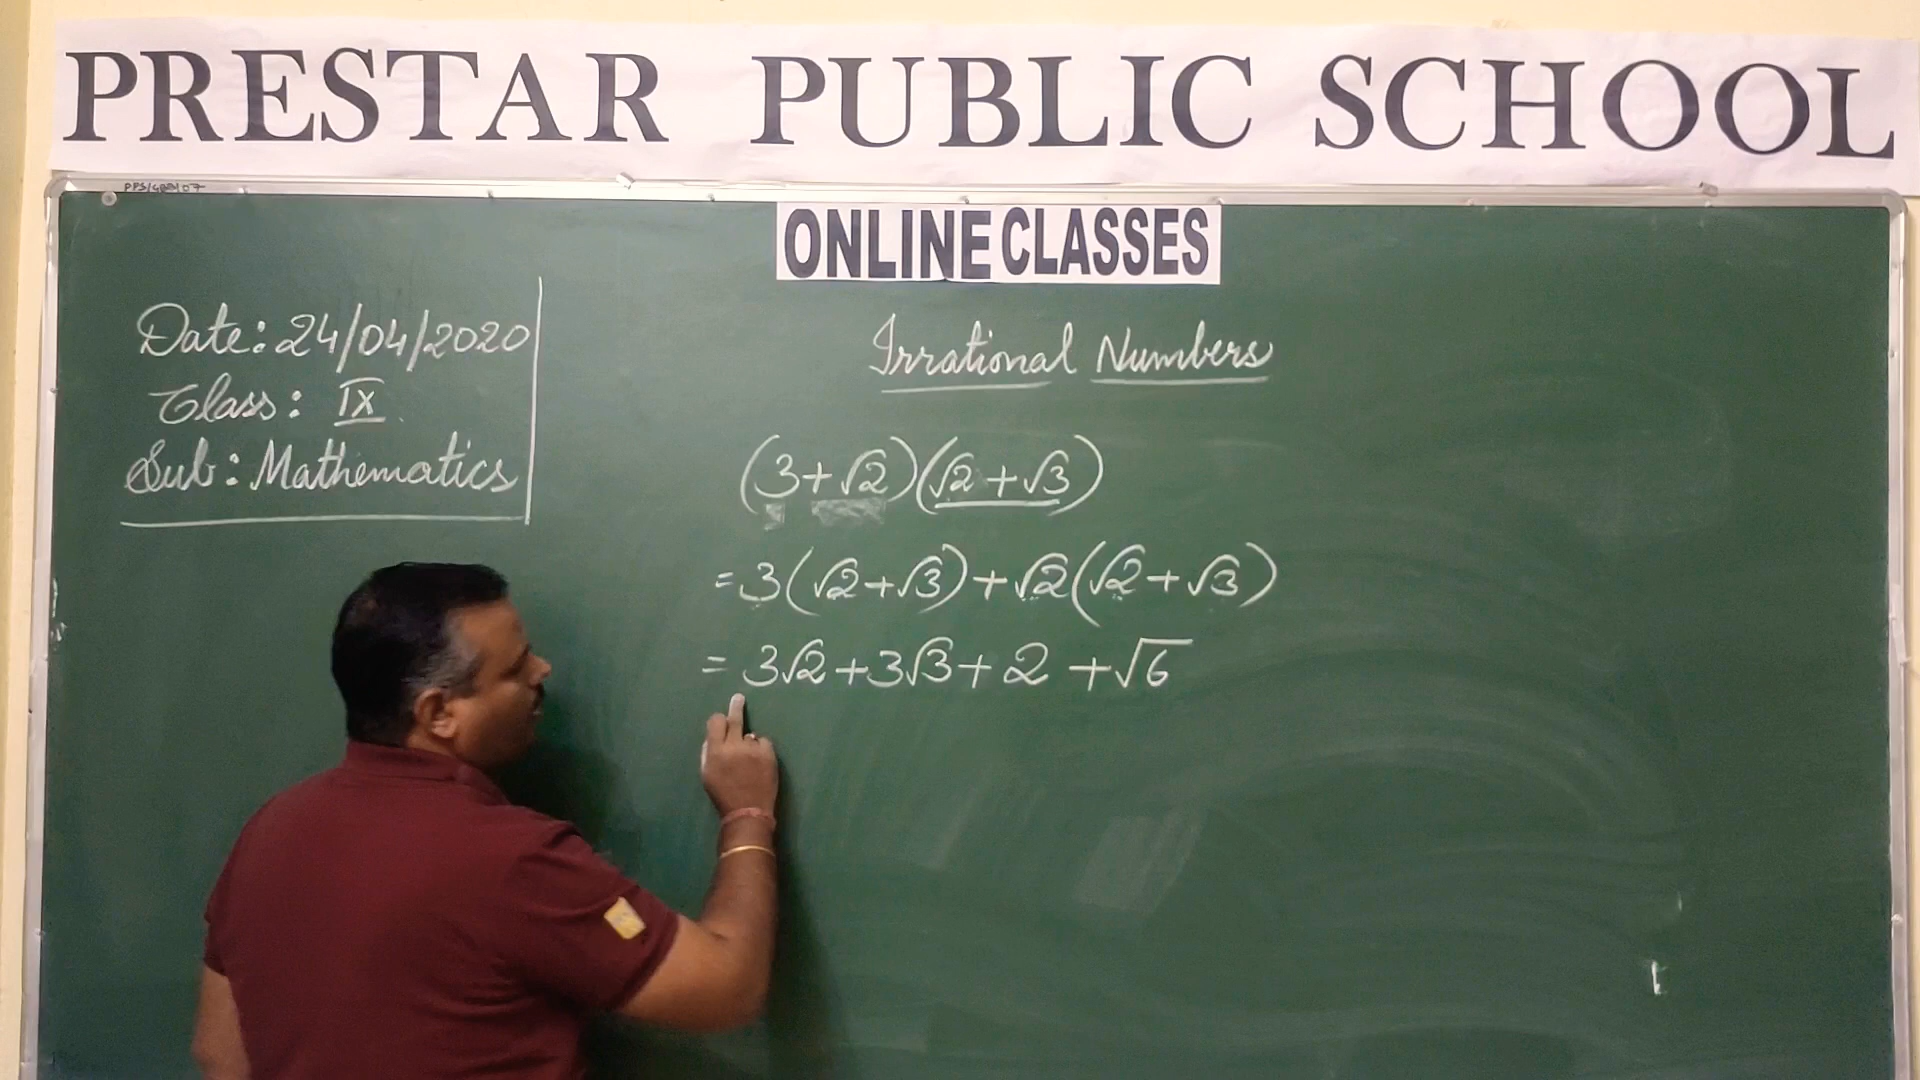 PRESTAR PUBLIC SCHOOL
ONLINE CLASSES
Date: 24/04/2020
Class: IX
Sub: Mathematics
Irrational Numbers
(3+√2)(√2+√3)
=3(√2+√3)+√2(√2+√3)
= 3√2+3√3+2+√6